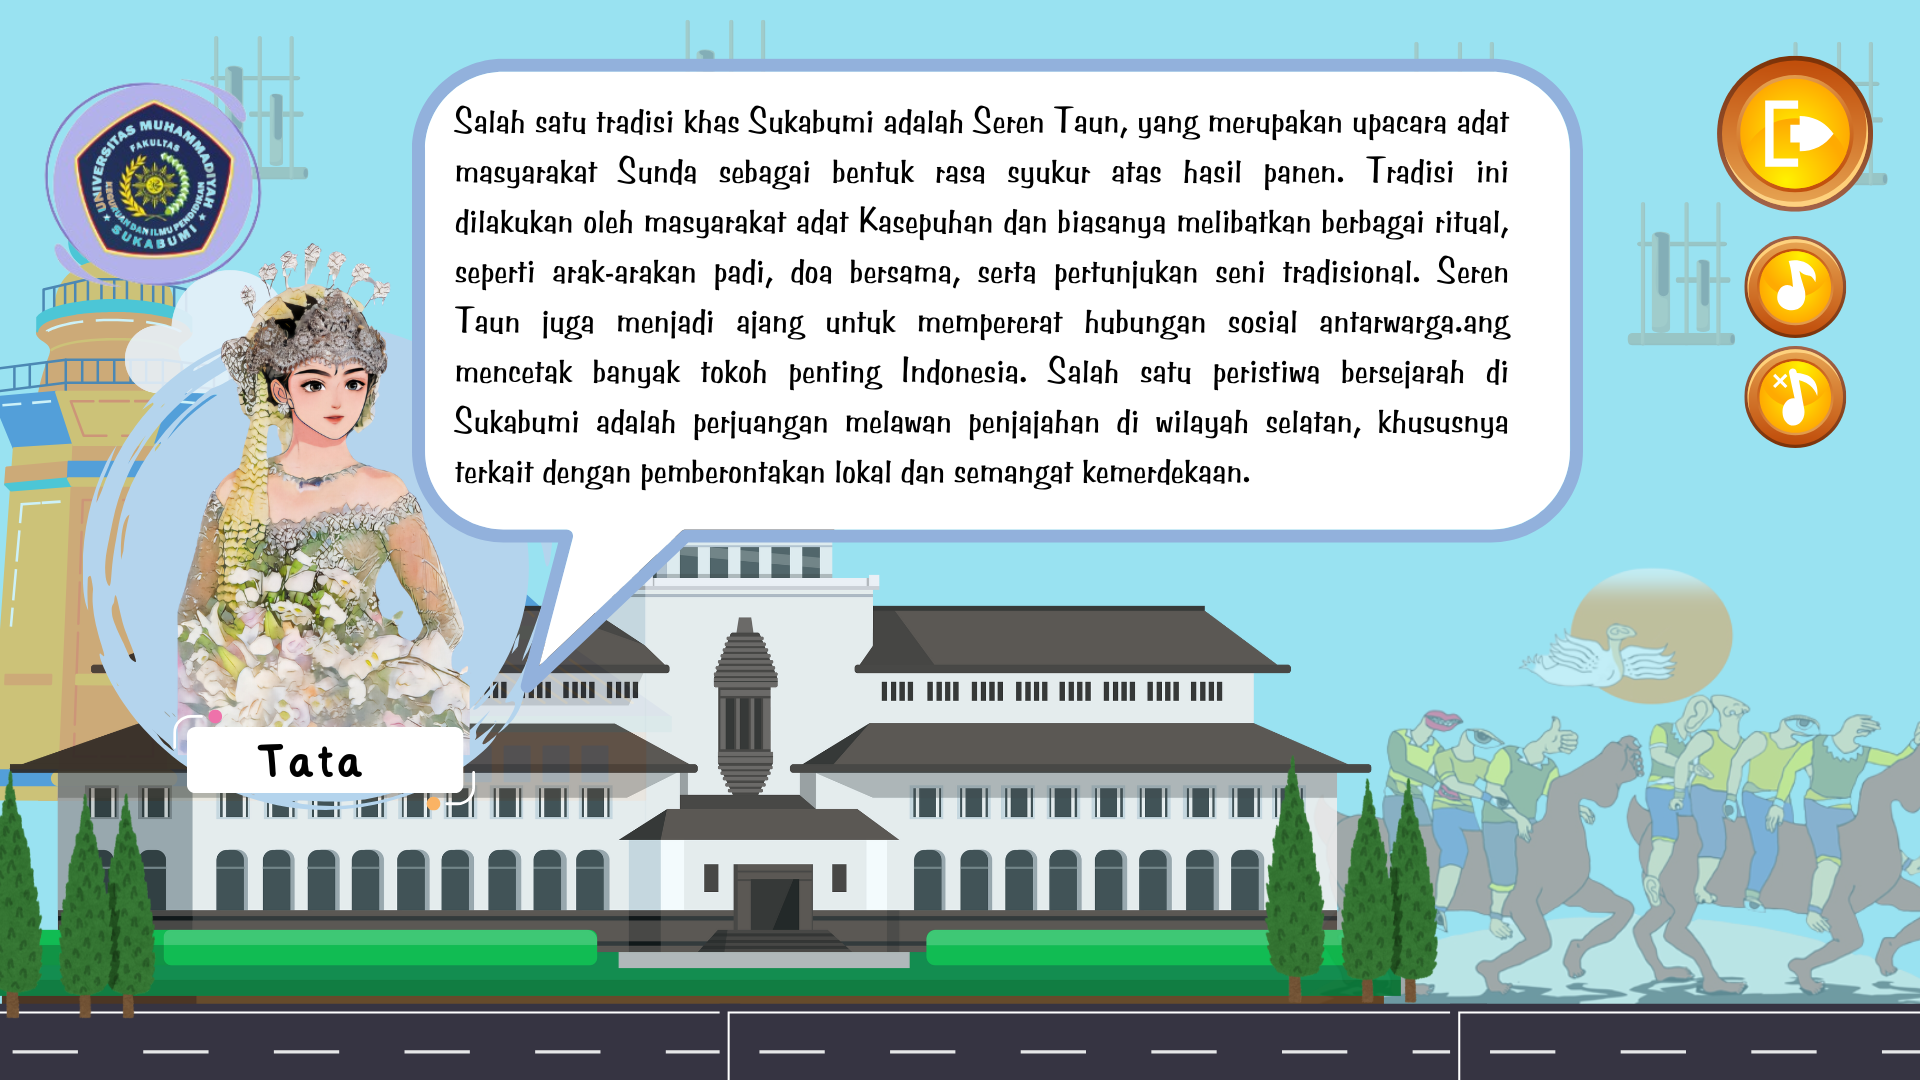 UNIVERSITAS MUHAMMADIYAH
FAKULTAS
KEGURUAN DAN ILMU PENDIDIKAN
★ SUKABUMI ★
Salah satu tradisi khas Sukabumi adalah Seren Taun, yang merupakan upacara adat
masyarakat Sunda sebagai bentuk rasa syukur atas hasil panen. Tradisi ini
dilakukan oleh masyarakat adat Kasepuhan dan biasanya melibatkan berbagai ritual,
seperti arak-arakan padi, doa bersama, serta pertunjukan seni tradisional. Seren
Taun juga menjadi ajang untuk mempererat hubungan sosial antarwarga.ang
mencetak banyak tokoh penting Indonesia. Salah satu peristiwa bersejarah di
Sukabumi adalah perjuangan melawan penjajahan di wilayah selatan, khususnya
terkait dengan pemberontakan lokal dan semangat kemerdekaan.
Tata